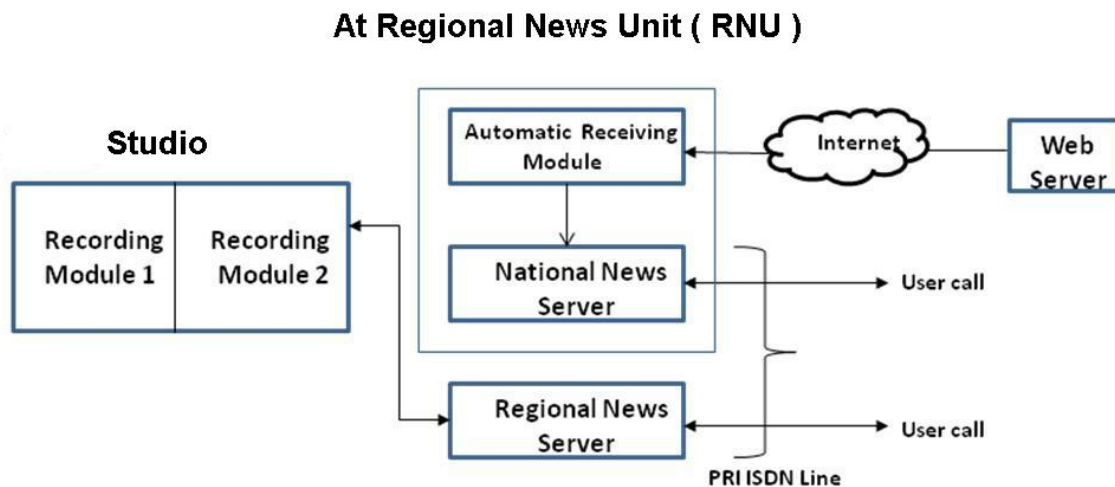 At Regional News Unit ( RNU )
Studio
Recording
Module 1
Recording
Module 2
Automatic Receiving
Module
Internet
Web
Server
National News
Server
User call
Regional News
Server
User call
PRI ISDN Line